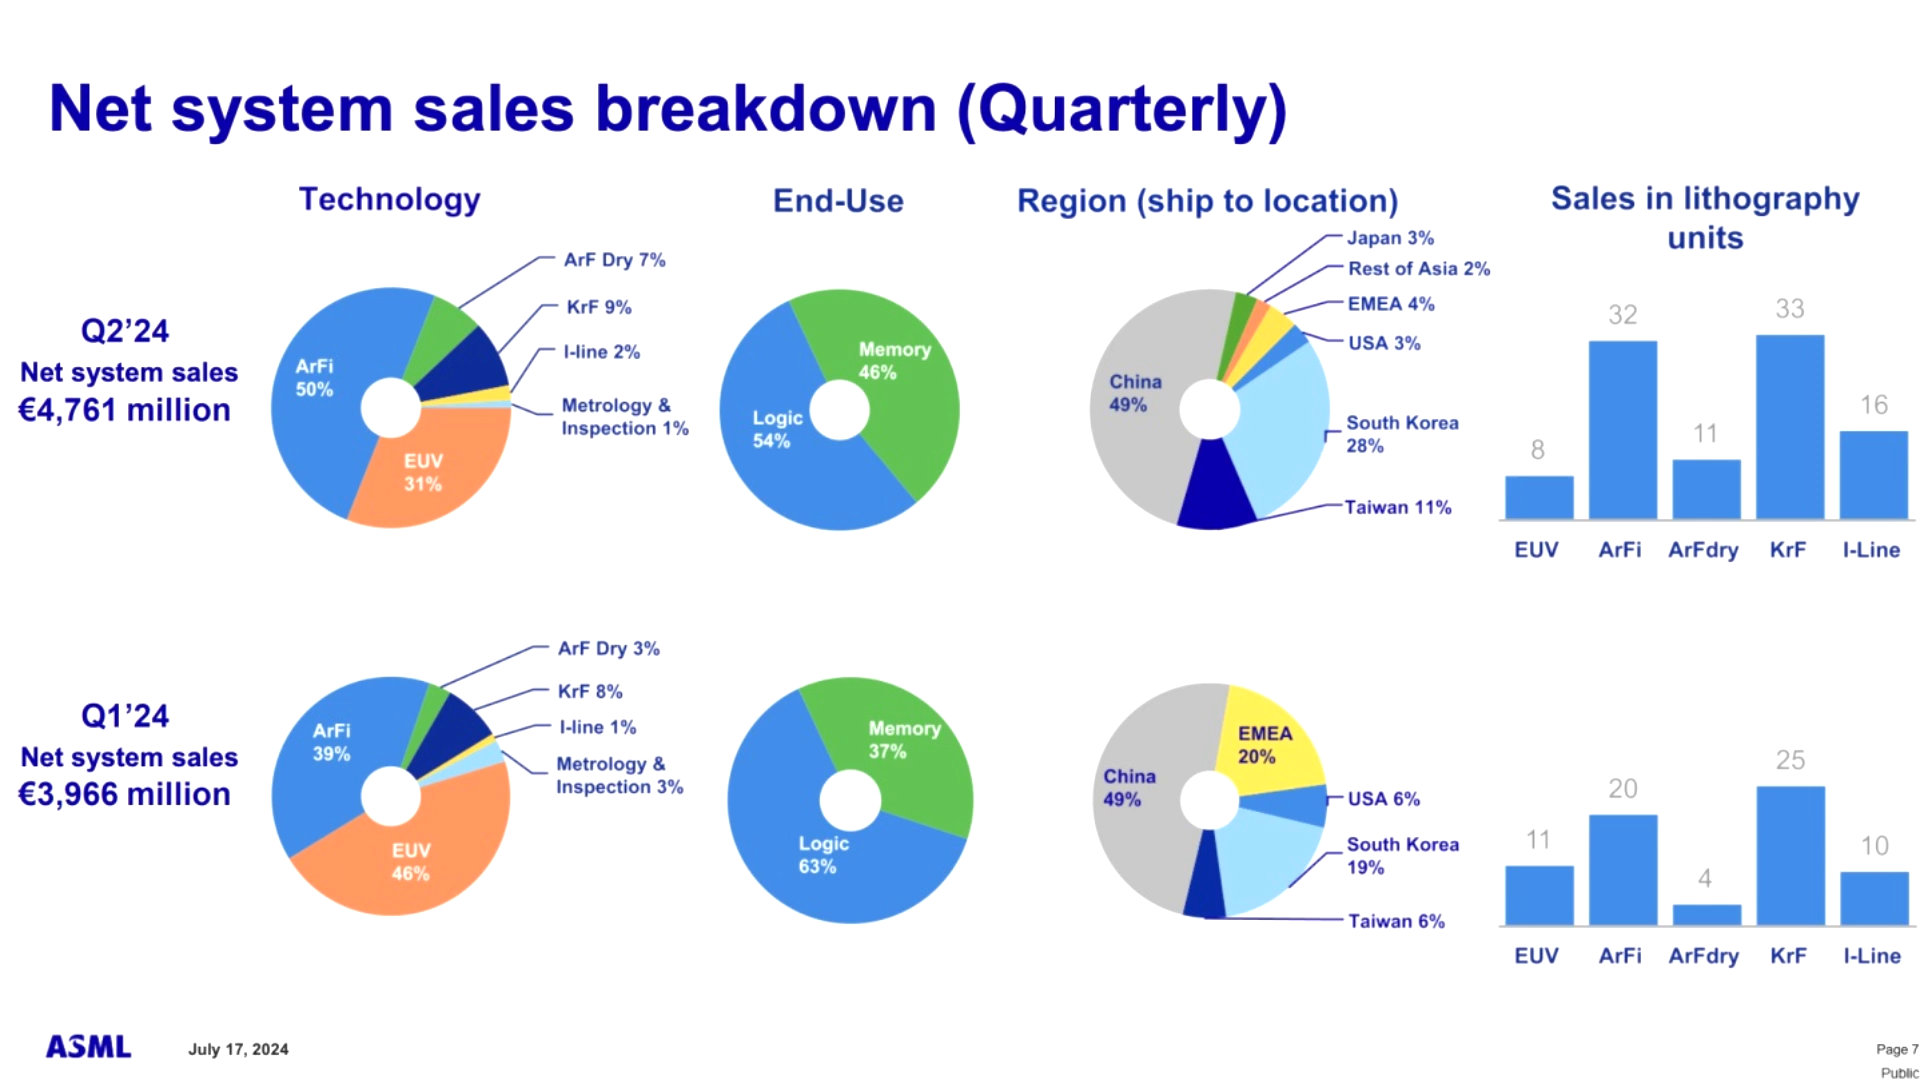 Net system sales breakdown (Quarterly)
Technology
End-Use
Region (ship to location)
Sales in lithography
units
Q2’24
Net system sales
€4,761 million
ArFi
50%
ArF Dry 7%
KrF 9%
I-line 2%
Metrology &
Inspection 1%
EUV
31%
Memory
46%
Logic
54%
Japan 3%
Rest of Asia 2%
EMEA 4%
USA 3%
China
49%
South Korea
28%
Taiwan 11%
8
32
11
33
16
EUV
ArFi
ArFdry
KrF
I-Line
Q1’24
Net system sales
€3,966 million
ArFi
39%
ArF Dry 3%
KrF 8%
I-line 1%
Metrology &
Inspection 3%
EUV
46%
Memory
37%
Logic
63%
China
49%
EMEA
20%
USA 6%
South Korea
19%
Taiwan 6%
11
20
4
25
10
EUV
ArFi
ArFdry
KrF
I-Line
ASML
July 17, 2024
Page 7
Public